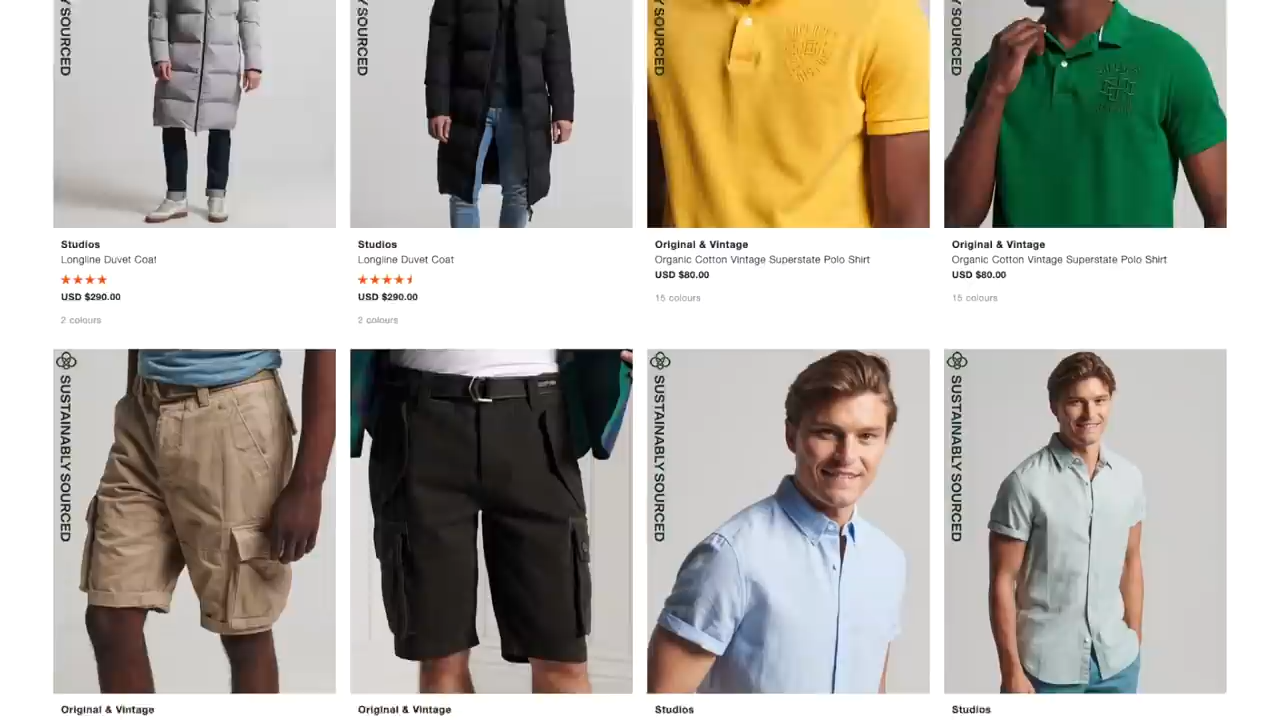 Y SOURCED
Y SOURCED
Y SOURCED
Y SOURCED
Studios
Longline Duvet Coat
USD $290.00
2 colours
Studios
Longline Duvet Coat
USD $290.00
2 colours
Original & Vintage
Organic Cotton Vintage Superstate Polo Shirt
USD $80.00
15 colours
Original & Vintage
Organic Cotton Vintage Superstate Polo Shirt
USD $80.00
15 colours
SUSTAINABLY SOURCED
SUSTAINABLY SOURCED
SUSTAINABLY SOURCED
Original & Vintage
Original & Vintage
Studios
Studios